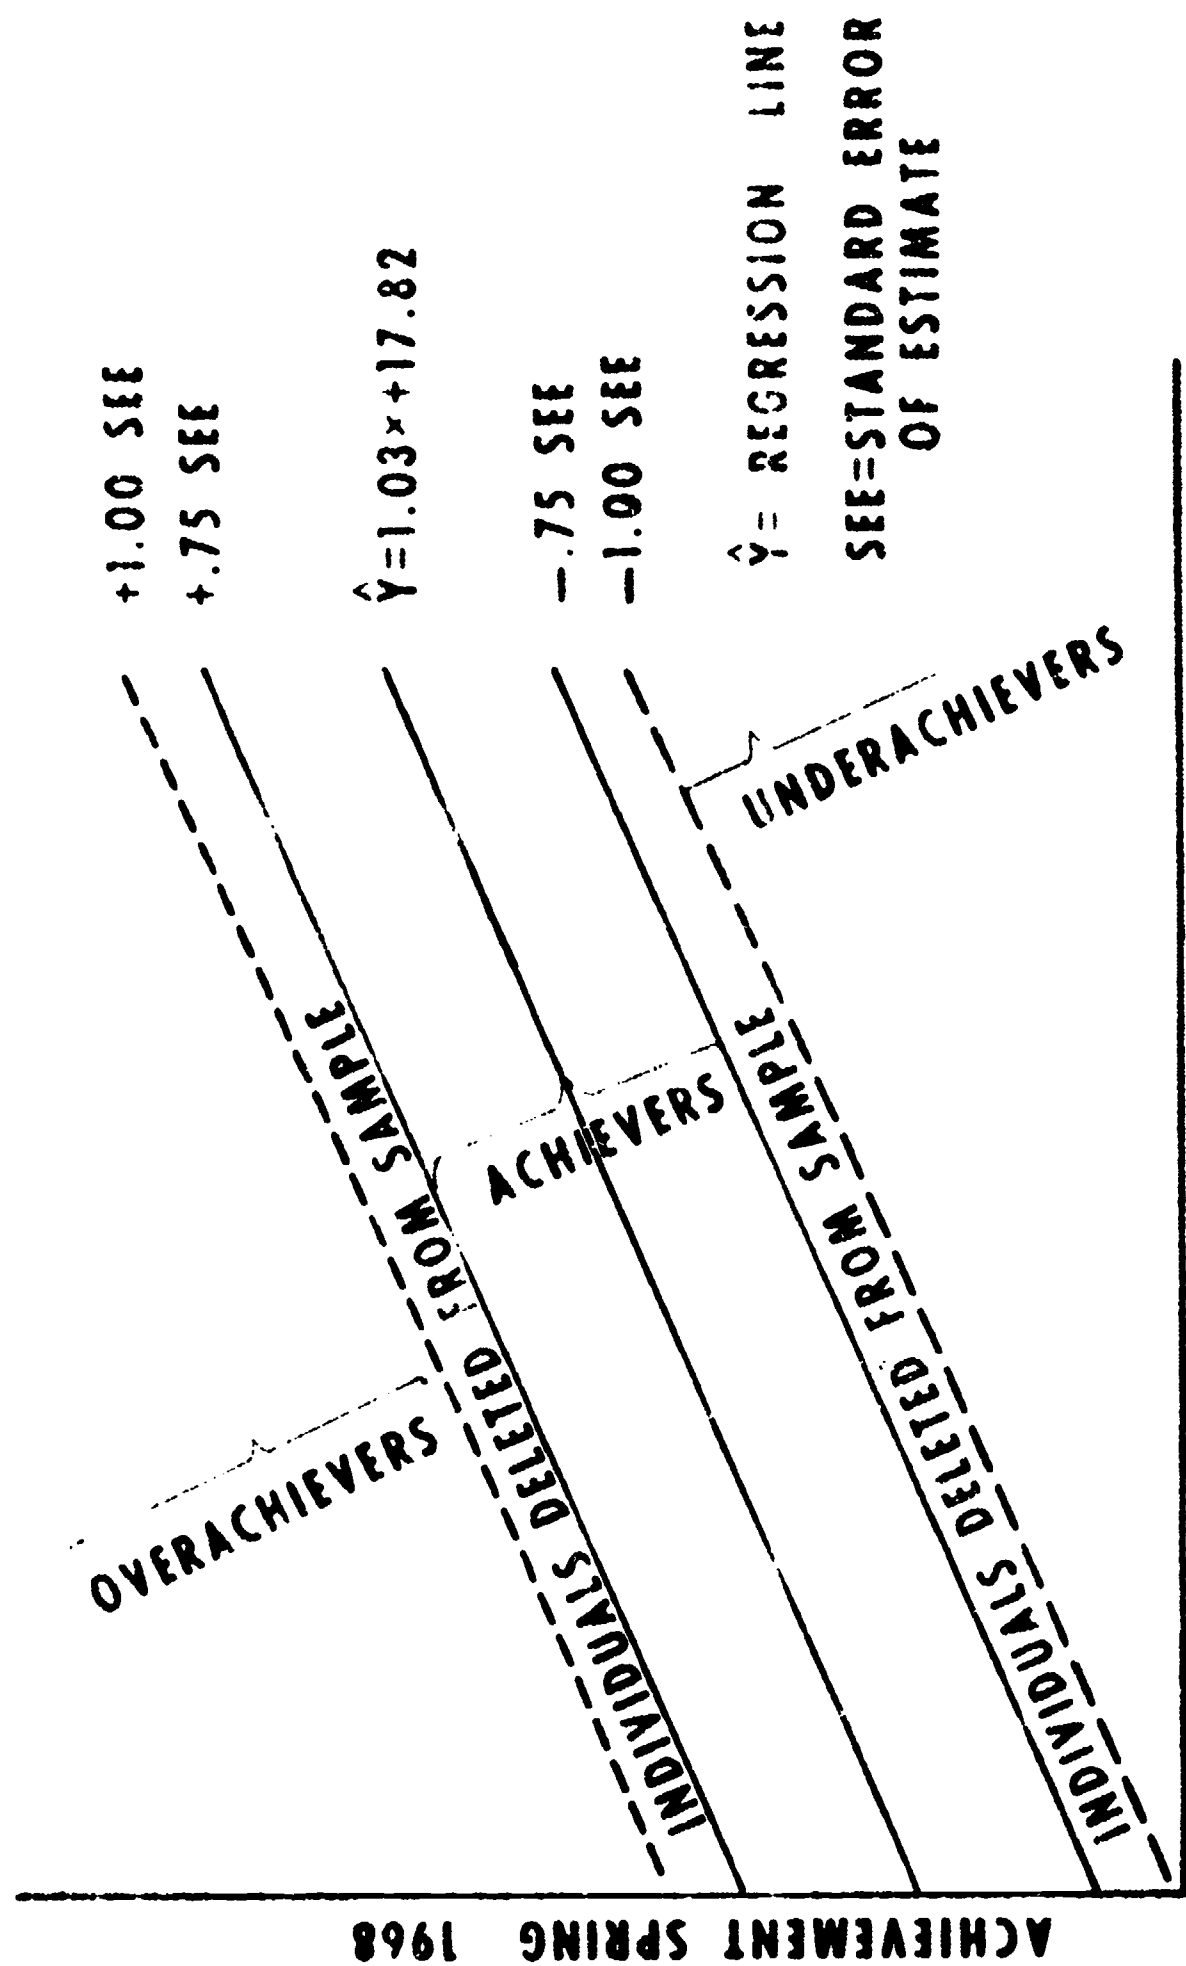 +1.00 SEE
+.75 SEE
Ŷ=1.03x+17.82
-.75 SEE
-1.00 SEE
Ŷ= REGRESSION LINE
SEE=STANDARD ERROR
OF ESTIMATE
OVERACHIEVERS
INDIVIDUALS DELETED FROM SAMPLE
ACHIEVERS
INDIVIDUALS DELETED FROM SAMPLE
UNDERACHIEVERS
ACHIEVEMENT SPRING 1968